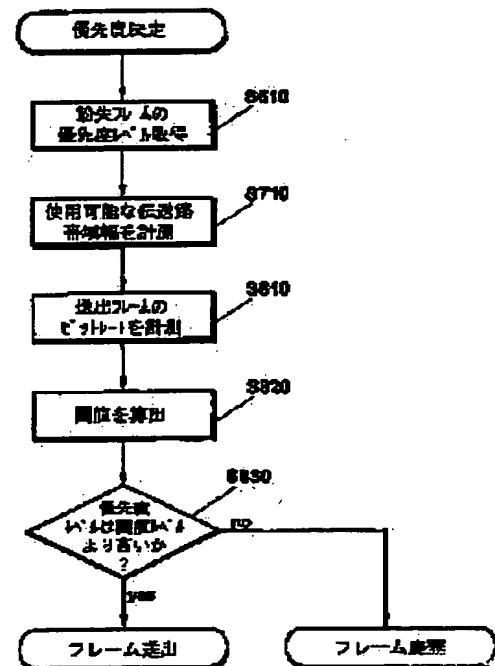 優先度決定
S610
紛失フレームの
優先度レベル取得
S710
使用可能な伝送路
帯域幅を計測
S810
送出フレームの
ビットレートを計測
S820
閾値を算出
S830
優先度
レベルは閾値レベル
より高いか
?
no
yes
フレーム送出
フレーム廃棄